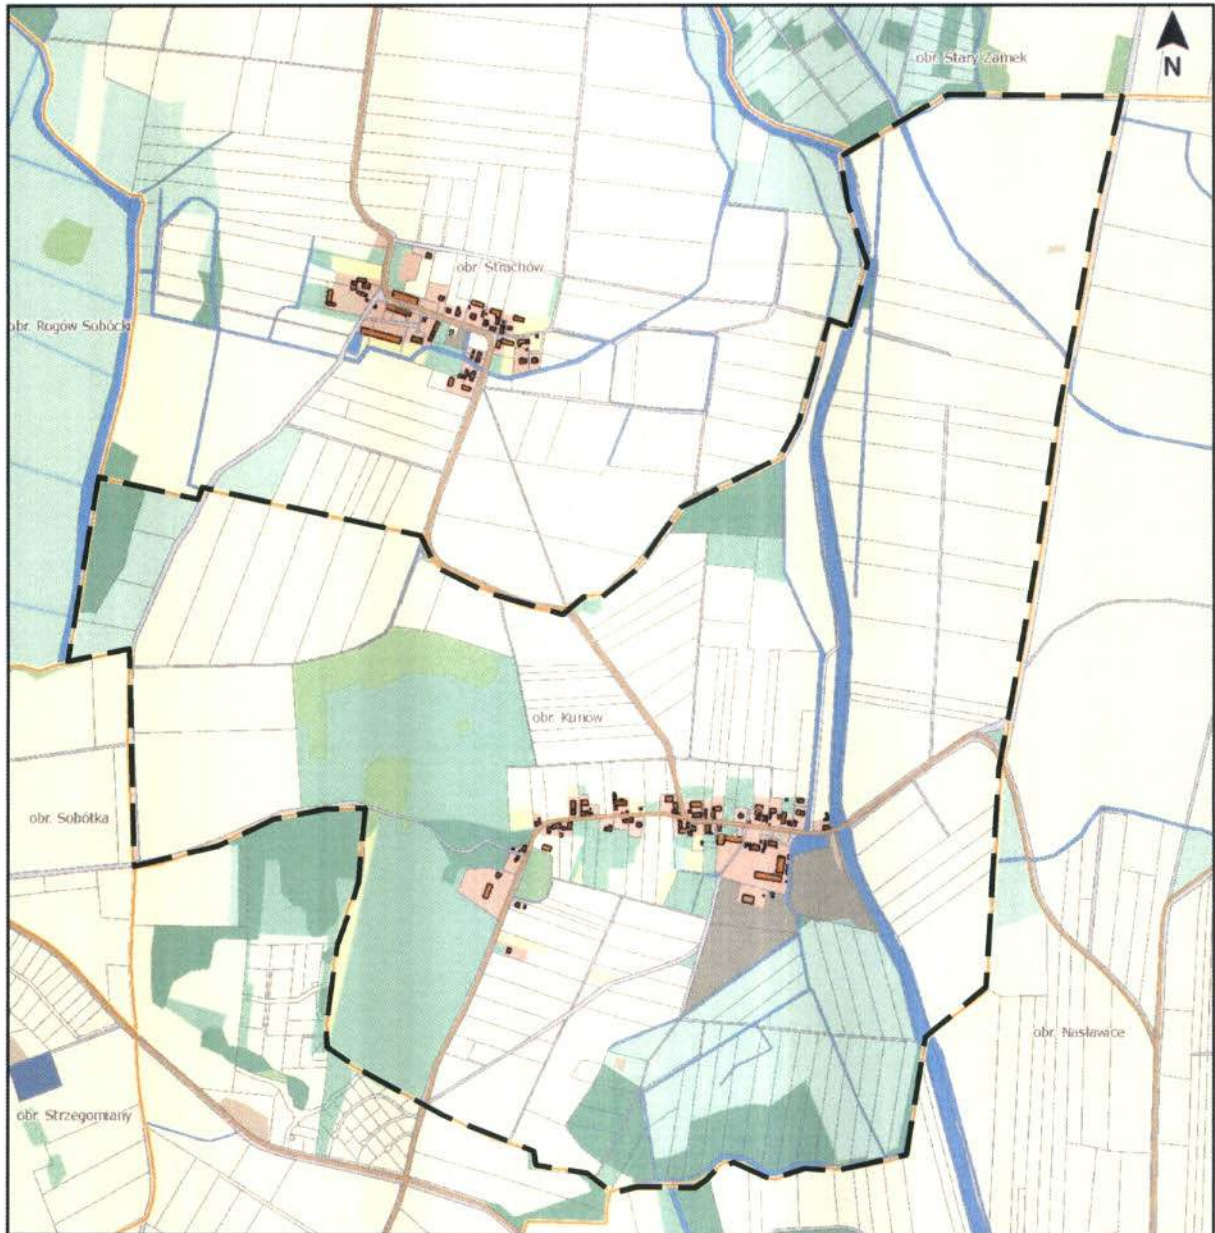 obr. Stary Zamek
N
obr. Strachów
obr. Rogów Sobócki
obr. Kunów
obr. Sobótka
obr. Nasławice
obr. Strzegomiany